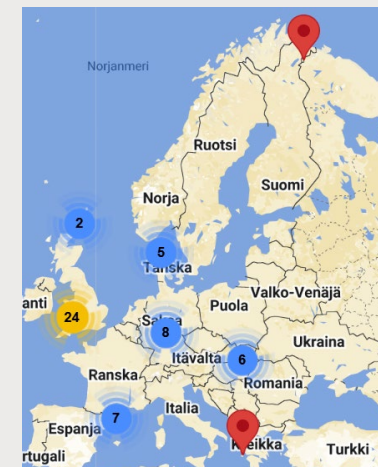 Norjanmeri
Ruotsi
Suomi
Norja
2
5
Tanska
anti
24
Valko-Venäjä
Puola
Saksa
8
Ukraina
Itävalta
6
Ranska
Romania
7
Italia
Espanja
Kreikka
Turkki
rtugali